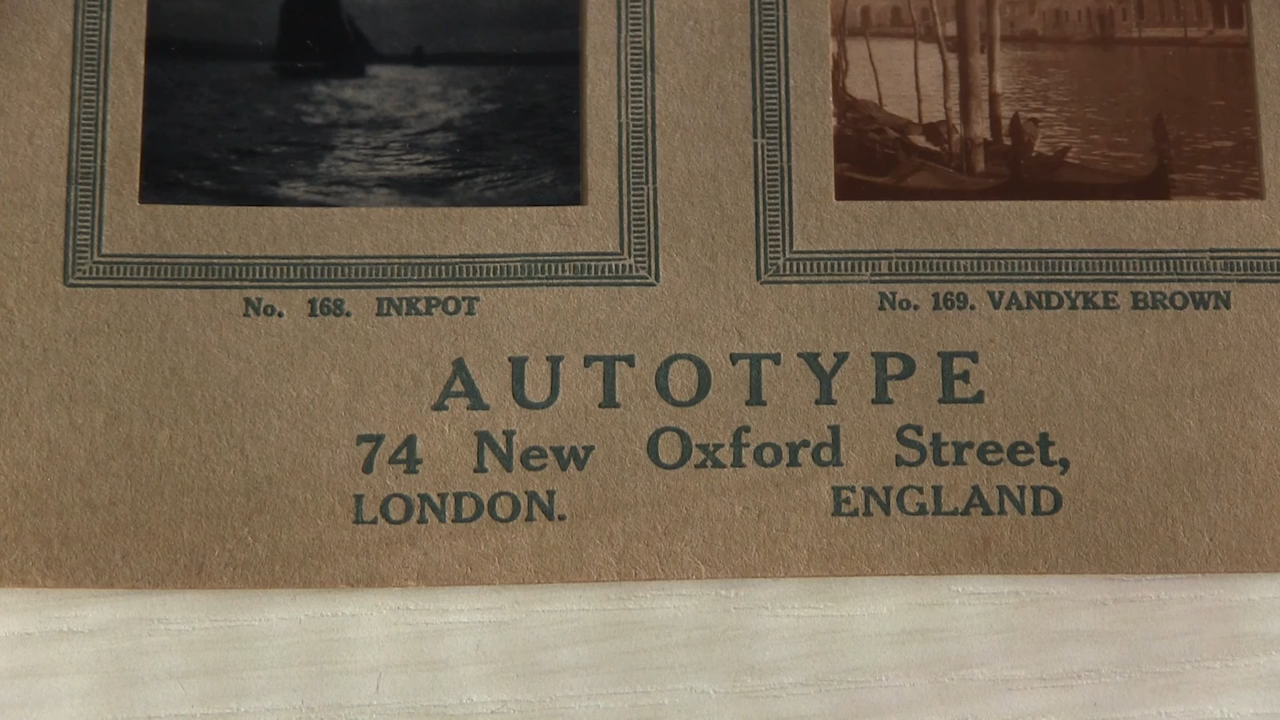 No. 168. INKPOT
No. 169. VANDYKE BROWN
AUTOTYPE
74 New Oxford Street,
LONDON. ENGLAND